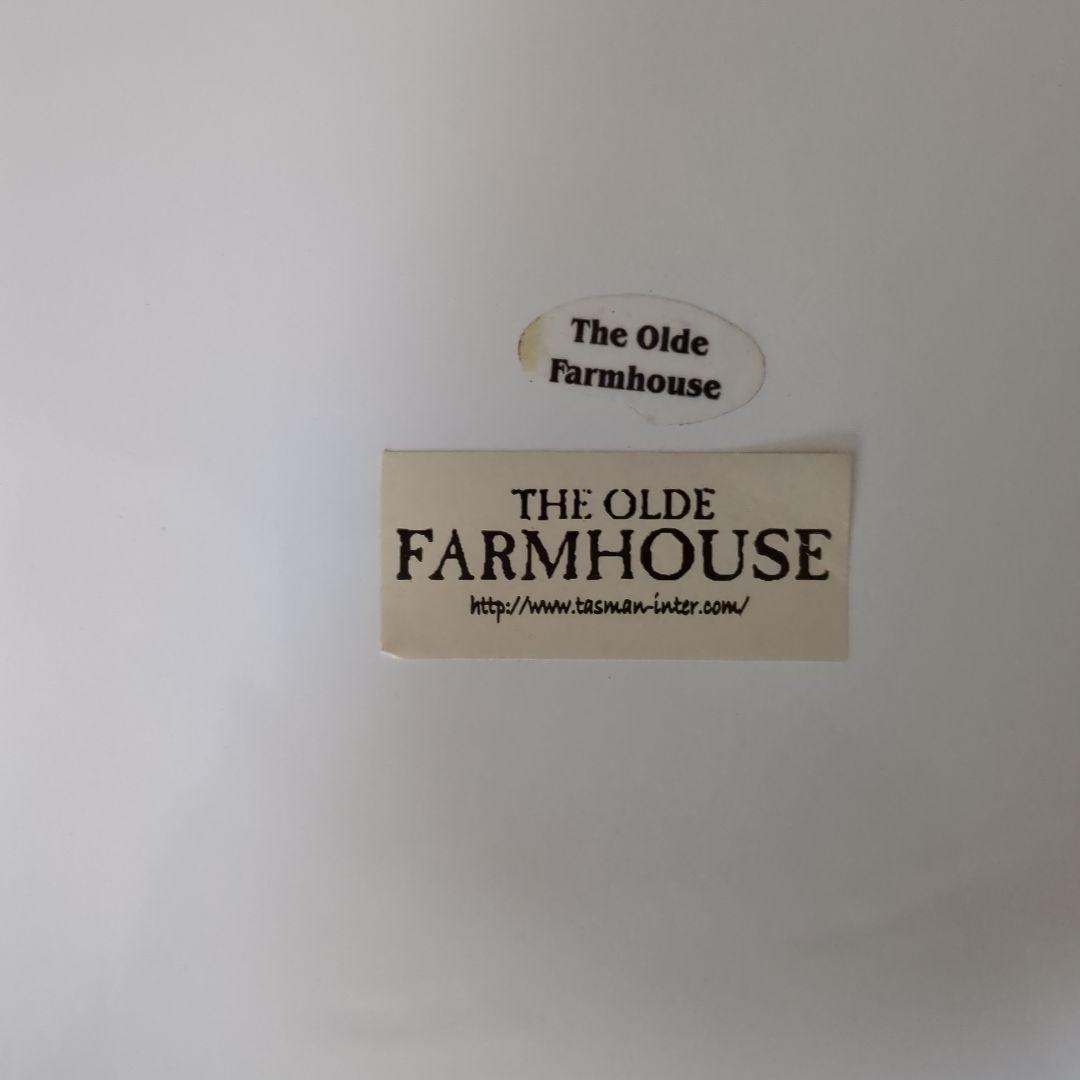 The Olde
Farmhouse
THE OLDE
FARMHOUSE
http://www.tasman-inter.com/